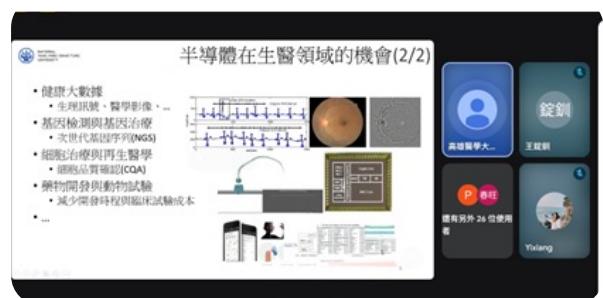 半導體在生醫領域的機會(2/2)
• 健康大數據
• 生理訊號、醫學影像、...
• 基因檢測與基因治療
• 次世代基因序列(NGS)
• 細胞治療與再生醫學
• 細胞品質確認(CQA)
• 藥物開發與動物試驗
• 減少開發時程與臨床試驗成本
• ...
錠釧
高雄醫學大...
王錠釧
P
春旺
還有另外 26 位使用
者
Yixiang